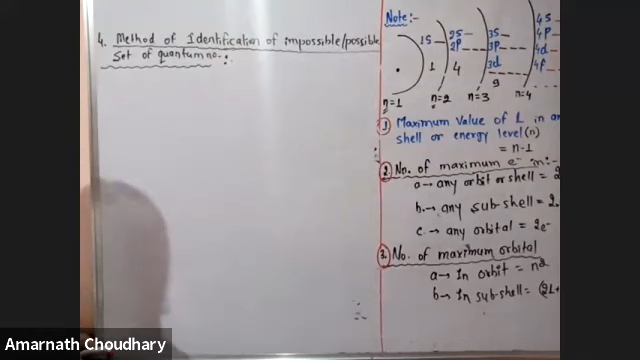 4. Method of Identification of impossible/possible
Set of quantum no. :
Note:-
1S 2S 3S 4S
2p 3p 4p
3d 4d
4f
1 4 9
n=1 n=2 n=3 n=4
1 Maximum Value of L in an
shell or energy level(n)
= n-1
2 No. of maximum e⁻ in:-
a→ any orbit or shell = 2
b.→ any sub-shell = 2.
c.→ any orbital = 2e⁻
3. No. of maximum orbital
a→ In orbit = n²
b→ In sub-shell = (2L+
Amarnath Choudhary